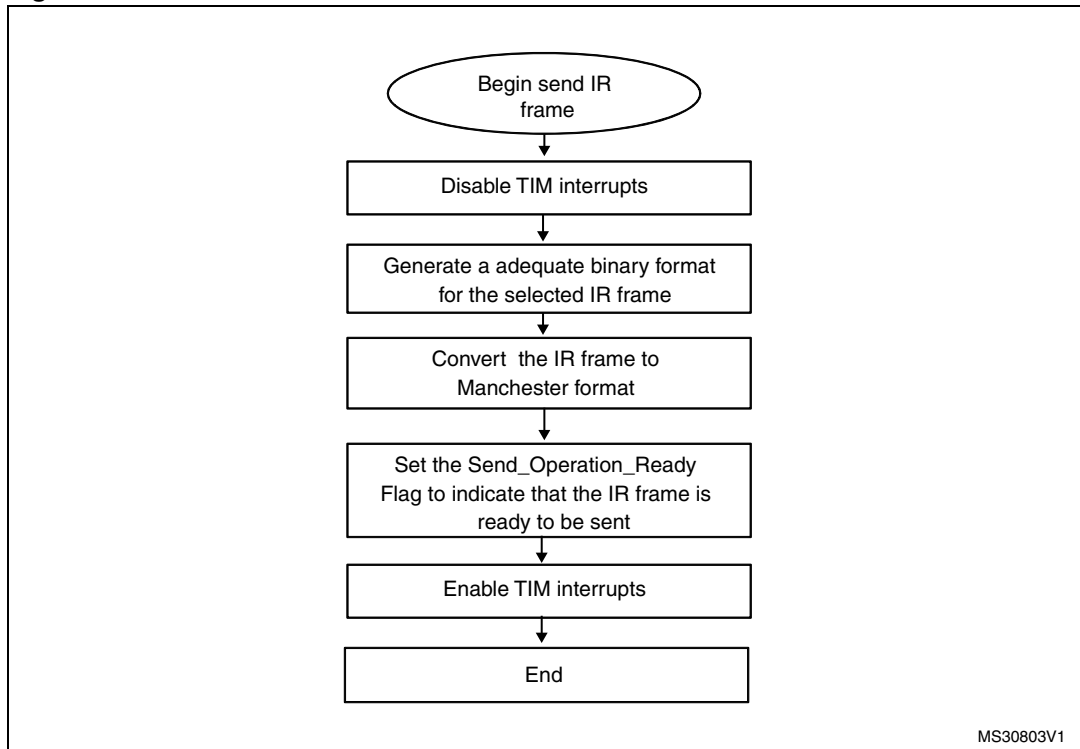 Begin send IR
frame
Disable TIM interrupts
Generate a adequate binary format
for the selected IR frame
Convert the IR frame to
Manchester format
Set the Send_Operation_Ready
Flag to indicate that the IR frame is
ready to be sent
Enable TIM interrupts
End
MS30803V1